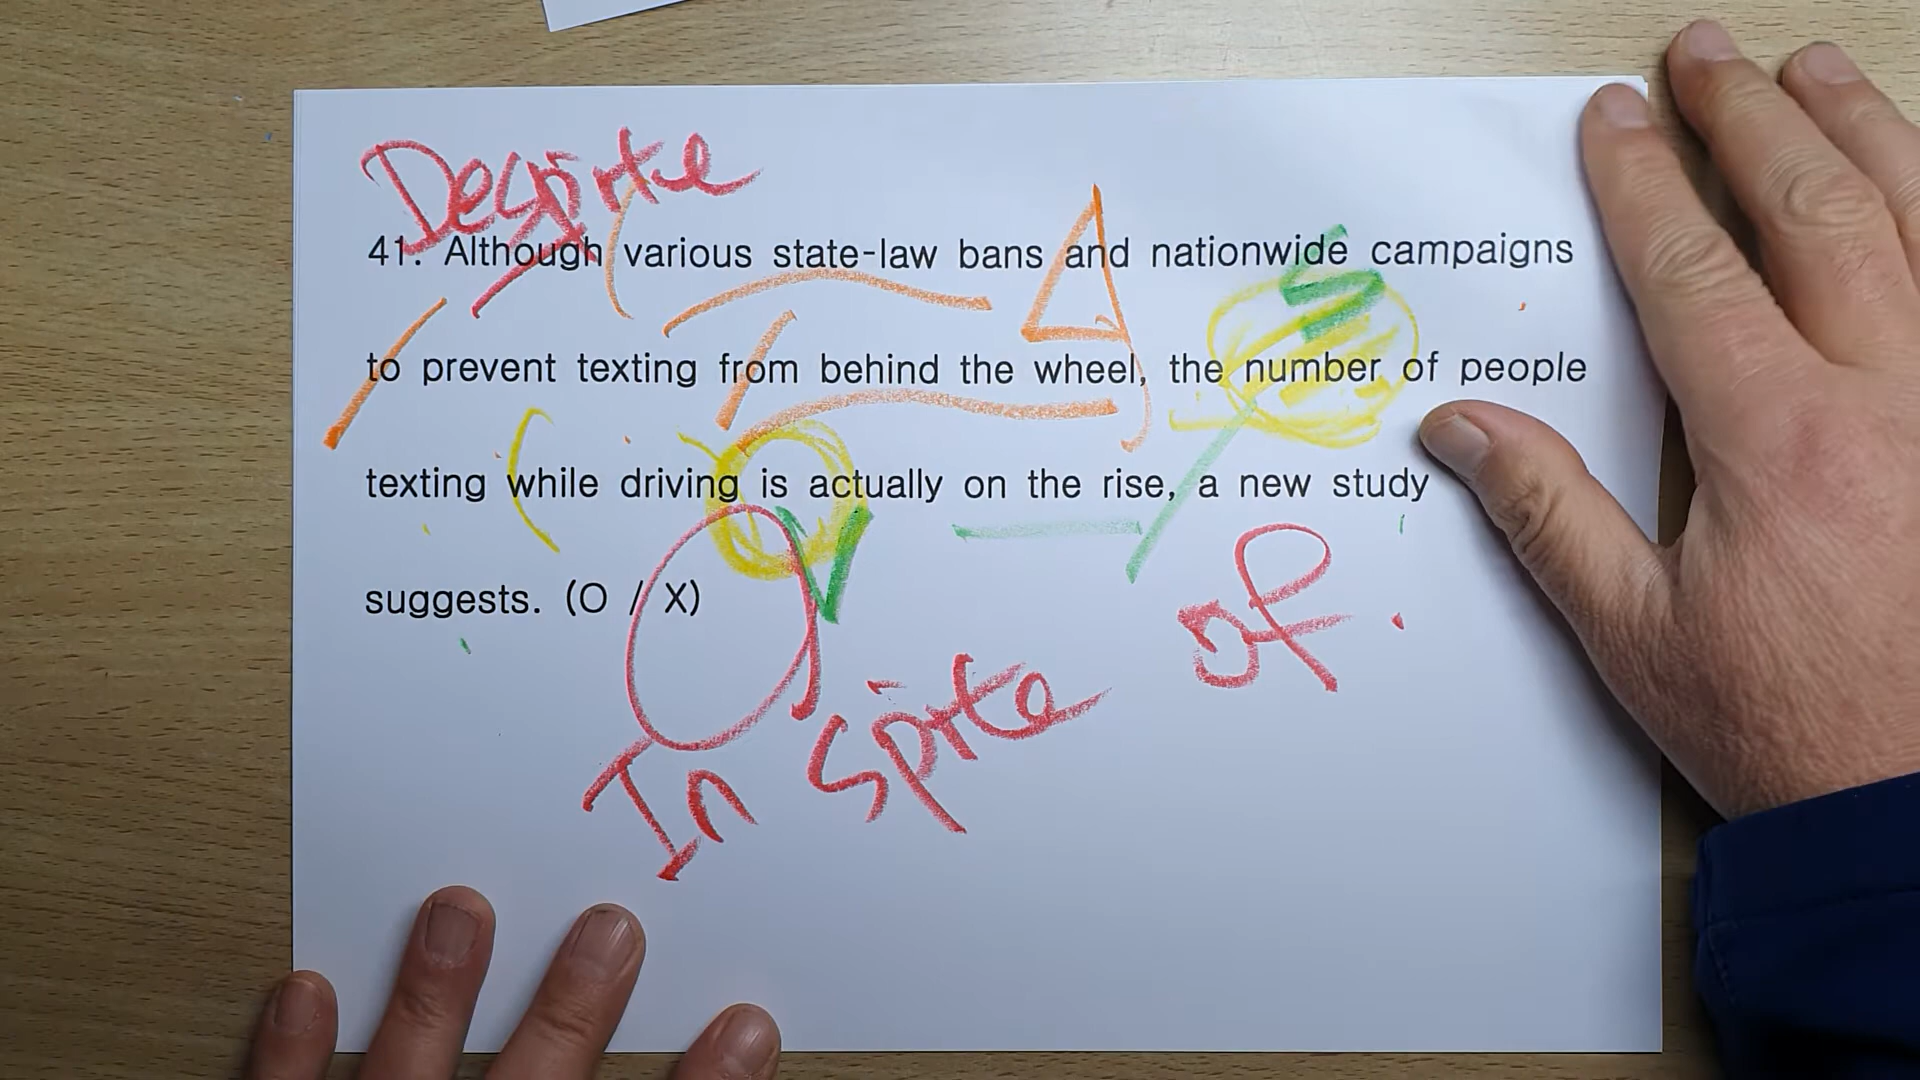 Despite
41. Although various state-law bans and nationwide campaigns
S
to prevent texting from behind the wheel, the number of people
texting while driving is actually on the rise, a new study
V
suggests. (O / X)
In spite of